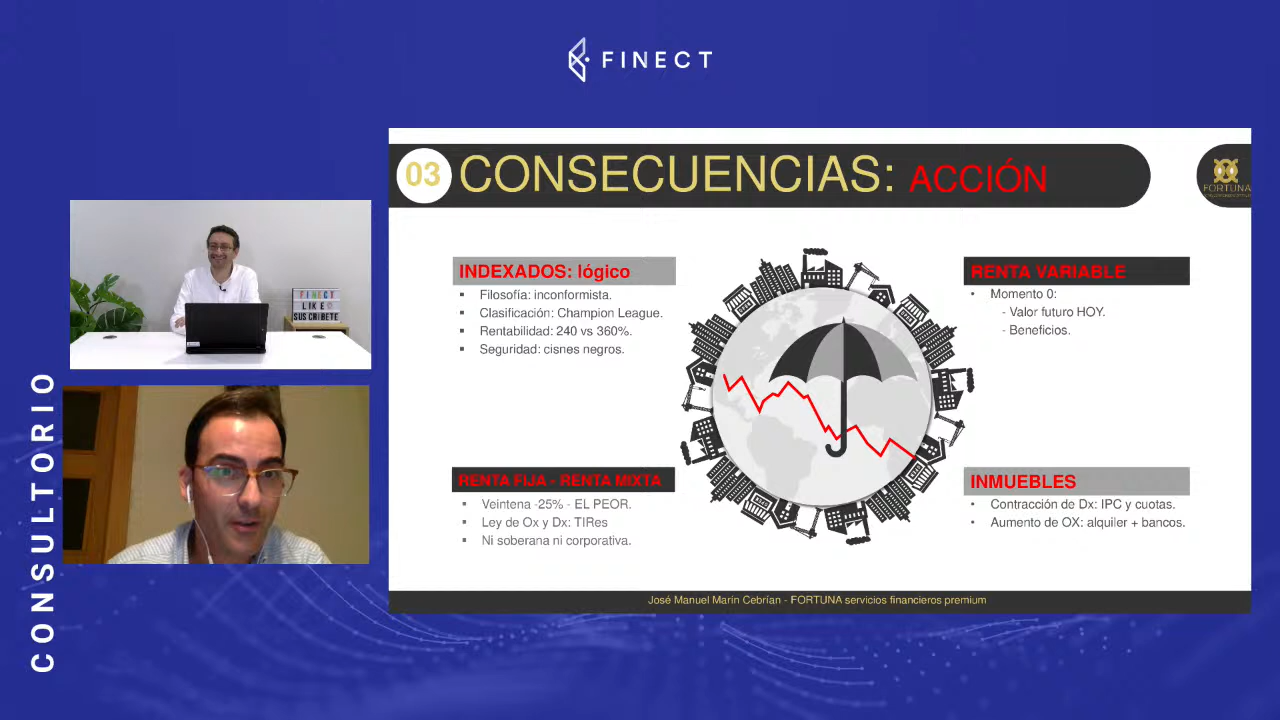 FINECT
CONSULTORIO
FINECT
LIKE
SUSCRIBETE
03 CONSECUENCIAS: ACCIÓN
FORTUNA
INDEXADOS: lógico
▪ Filosofía: inconformista.
▪ Clasificación: Champion League.
▪ Rentabilidad: 240 vs 360%.
▪ Seguridad: cisnes negros.
RENTA VARIABLE
• Momento 0:
- Valor futuro HOY.
- Beneficios.
RENTA FIJA - RENTA MIXTA
▪ Veintena -25% - EL PEOR.
▪ Ley de Ox y Dx: TIRes
▪ Ni soberana ni corporativa.
INMUEBLES
• Contracción de Dx: IPC y cuotas.
• Aumento de OX: alquiler + bancos.
José Manuel Marín Cebrían - FORTUNA servicios financieros premium